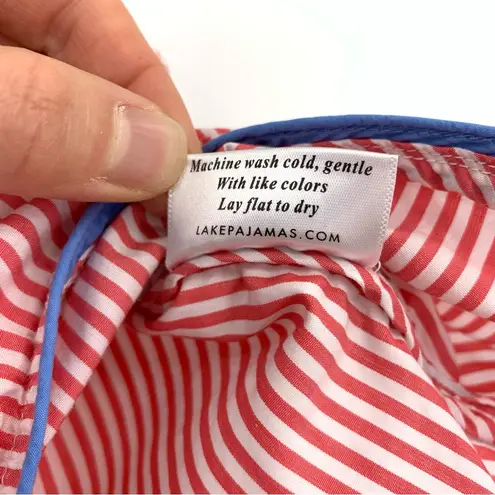 Machine wash cold, gentle
With like colors
Lay flat to dry
LAKEPAJAMAS.COM